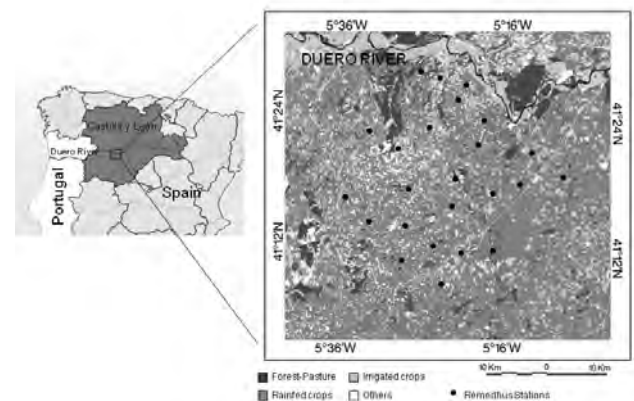 5°36'W 5°16'W
DUERO RIVER
41°24'N 41°24'N
Castilla y León
Duero River
Portugal
Spain
41°12'N 41°12'N
5°36'W 5°16'W
10 Km 0 10 Km
Forest-Pasture Irrigated crops
Rainfed crops Others Remedhus Stations